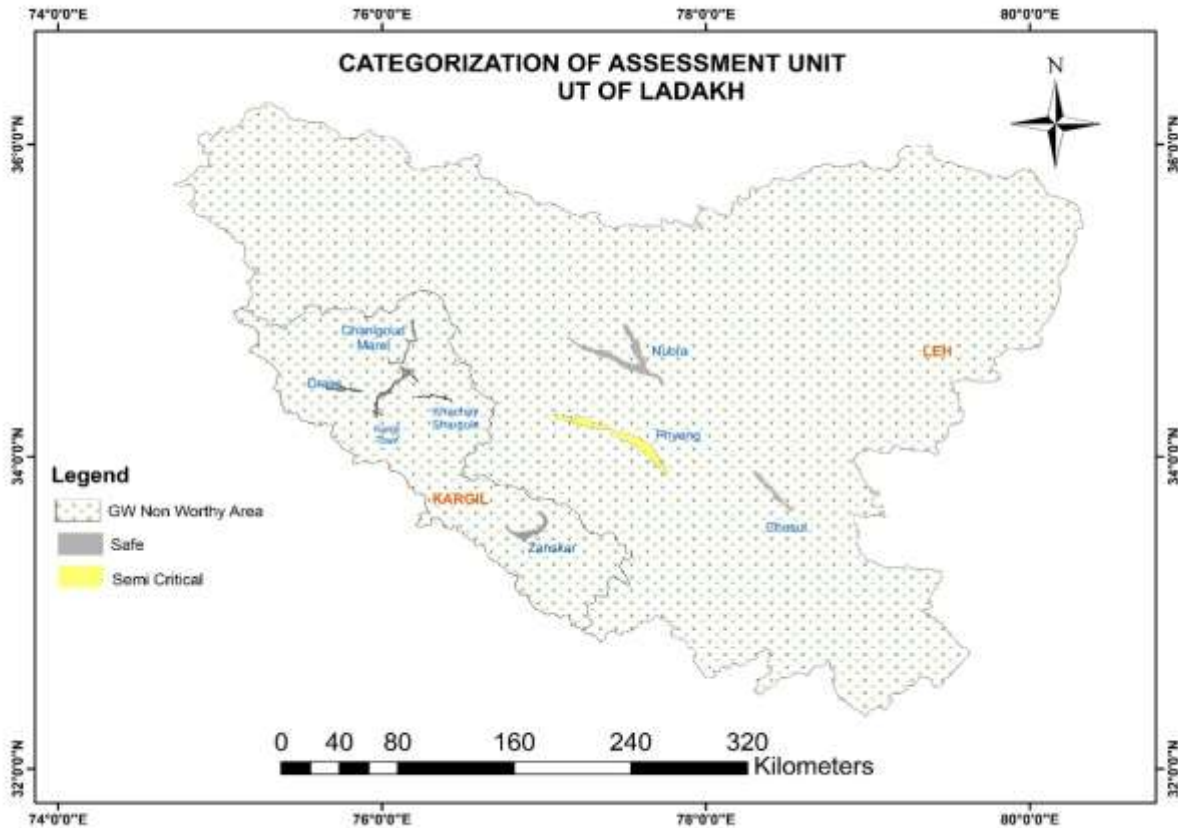 74°0'0"E 76°0'0"E 78°0'0"E 80°0'0"E
CATEGORIZATION OF ASSESSMENT UNIT
UT OF LADAKH
N
36°0'0"N 36°0'0"N
Chanigoud
Marol
Nubra
LEH
Drass
Khachay
Shargole
Kargil
Phyang
34°0'0"N 34°0'0"N
Legend
KARGIL
GW Non Worthy Area
Safe
Zanskar
Semi Critical
0 40 80 160 240 320
Kilometers
32°0'0"N 32°0'0"N
74°0'0"E 76°0'0"E 78°0'0"E 80°0'0"E